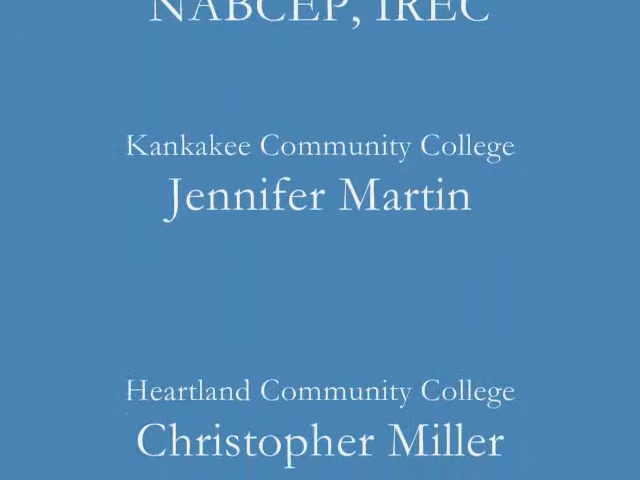 NABCEP, IREC
Kankakee Community College
Jennifer Martin
Heartland Community College
Christopher Miller